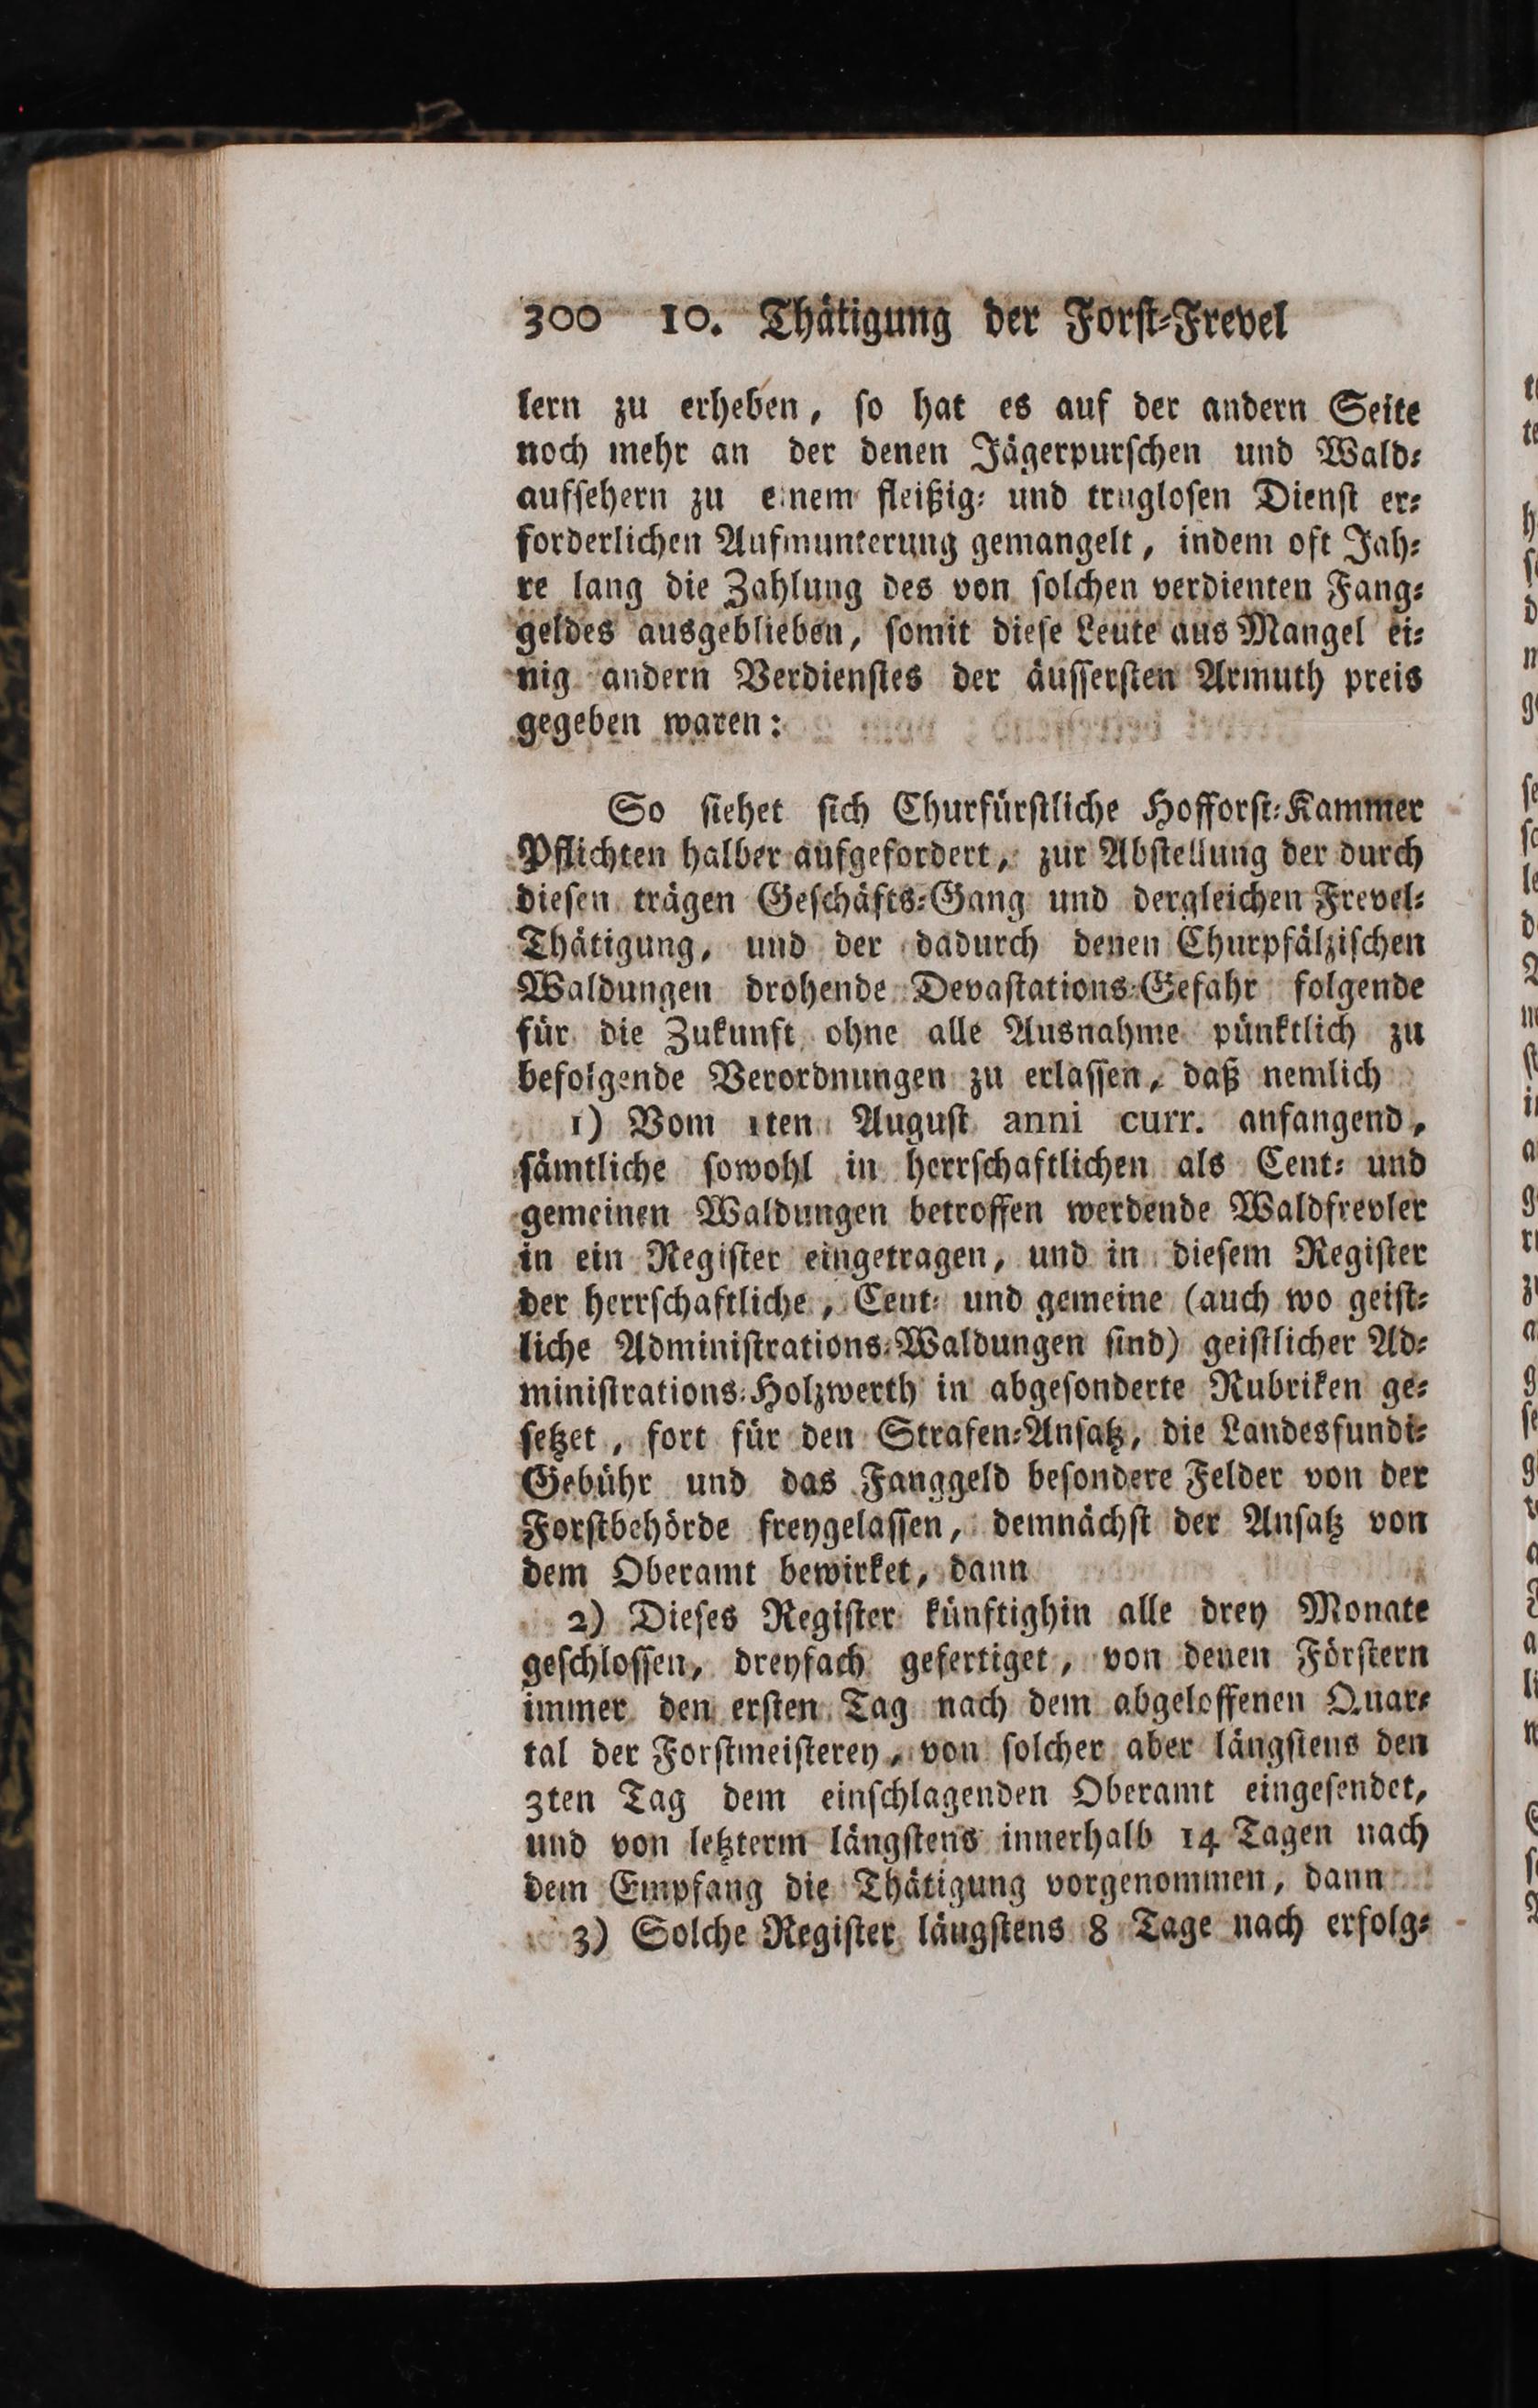 300 10. Thätigung der Forſt⸗Frevel
lern zu erheben, ſo hat es auf der andern Seite
noch mehr an der denen Jägerpurſchen und Wald⸗
aufſehern zu einem fleißig⸗ und trugloſen Dienſt er⸗
forderlichen Aufmunterung gemangelt, indem oft Jah⸗
re lang die Zahlung des von ſolchen verdienten Fang⸗
geldes ausgeblieben, ſomit dieſe Leute aus Mangel ei⸗
nig andern Verdienſtes der äuſſerſten Armuth preis
gegeben waren:
So ſiehet ſich Churfürſtliche Hofforſt⸗Kammer
Pflichten halber aufgefordert, zur Abſtellung der durch
dieſen trägen Geſchäfts⸗Gang und dergleichen Frevel⸗
Thätigung, und der dadurch denen Churpfälziſchen
Waldungen drohende Devaſtations⸗Gefahr folgende
für die Zukunft ohne alle Ausnahme pünktlich zu
befolgende Verordnungen zu erlaſſen, daß nemlich
1) Vom 1ten Auguſt anni curr. anfangend,
ſämtliche ſowohl in herrſchaftlichen als Cent⸗ und
gemeinen Waldungen betroffen werdende Waldfrevler
in ein Regiſter eingetragen, und in dieſem Regiſter
der herrſchaftliche, Cent⸗ und gemeine (auch wo geiſt⸗
liche Adminiſtrations⸗Waldungen ſind) geiſtlicher Ad⸗
miniſtrations⸗Holzwerth in abgeſonderte Rubriken ge⸗
ſetzet, fort für den Strafen⸗Anſatz, die Landesfundi⸗
Gebühr und das Fanggeld beſondere Felder von der
Forſtbehörde freygelaſſen, demnächſt der Anſatz von
dem Oberamt bewirket, dann
2) Dieſes Regiſter künftighin alle drey Monate
geſchloſſen, dreyfach gefertiget, von denen Förſtern
immer den erſten Tag nach dem abgeloffenen Quar⸗
tal der Forſtmeiſterey, von ſolcher aber längſtens den
3ten Tag dem einſchlagenden Oberamt eingeſendet,
und von letzterm längſtens innerhalb 14 Tagen nach
dem Empfang die Thätigung vorgenommen, dann
3) Solche Regiſter längſtens 8 Tage nach erfolg⸗